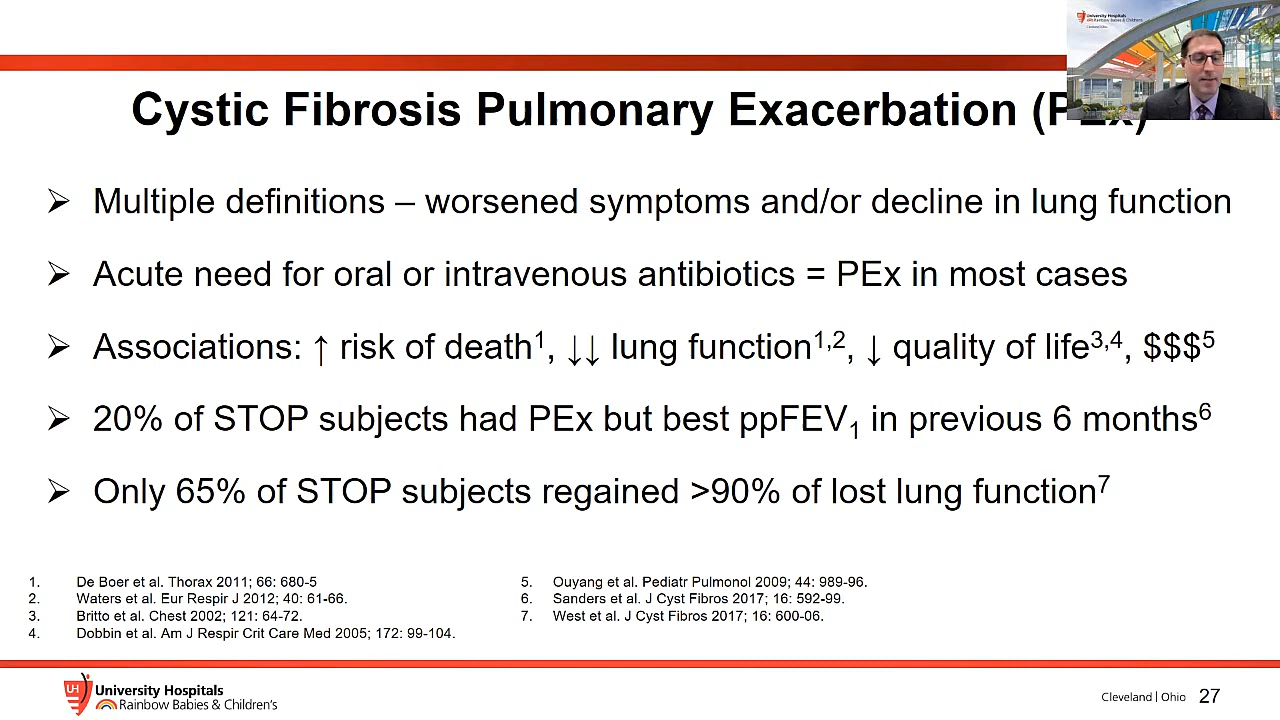 Cystic Fibrosis Pulmonary Exacerbation (PEx)
➢ Multiple definitions – worsened symptoms and/or decline in lung function
➢ Acute need for oral or intravenous antibiotics = PEx in most cases
➢ Associations: ↑ risk of death¹, ↓↓ lung function¹,², ↓ quality of life³,⁴, $$$⁵
➢ 20% of STOP subjects had PEx but best ppFEV₁ in previous 6 months⁶
➢ Only 65% of STOP subjects regained >90% of lost lung function⁷
1. De Boer et al. Thorax 2011; 66: 680-5
2. Waters et al. Eur Respir J 2012; 40: 61-66.
3. Britto et al. Chest 2002; 121: 64-72.
4. Dobbin et al. Am J Respir Crit Care Med 2005; 172: 99-104.
5. Ouyang et al. Pediatr Pulmonol 2009; 44: 989-96.
6. Sanders et al. J Cyst Fibros 2017; 16: 592-99.
7. West et al. J Cyst Fibros 2017; 16: 600-06.
UH University Hospitals
Rainbow Babies & Children's
Cleveland | Ohio 27
University Hospitals
Rainbow Babies & Children's